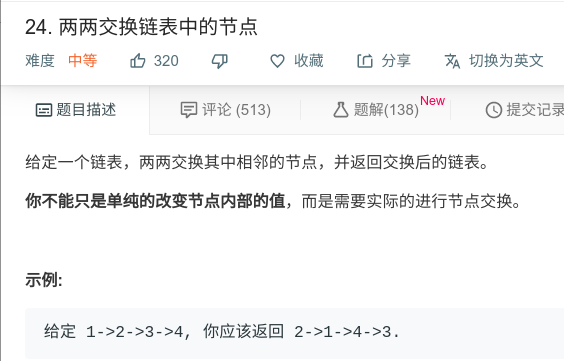 24. 两两交换链表中的节点
难度 中等 320 收藏 分享 切换为英文
题目描述 评论 (513) 题解(138) New 提交记录
给定一个链表，两两交换其中相邻的节点，并返回交换后的链表。
你不能只是单纯的改变节点内部的值，而是需要实际的进行节点交换。
示例:
给定 1->2->3->4, 你应该返回 2->1->4->3.